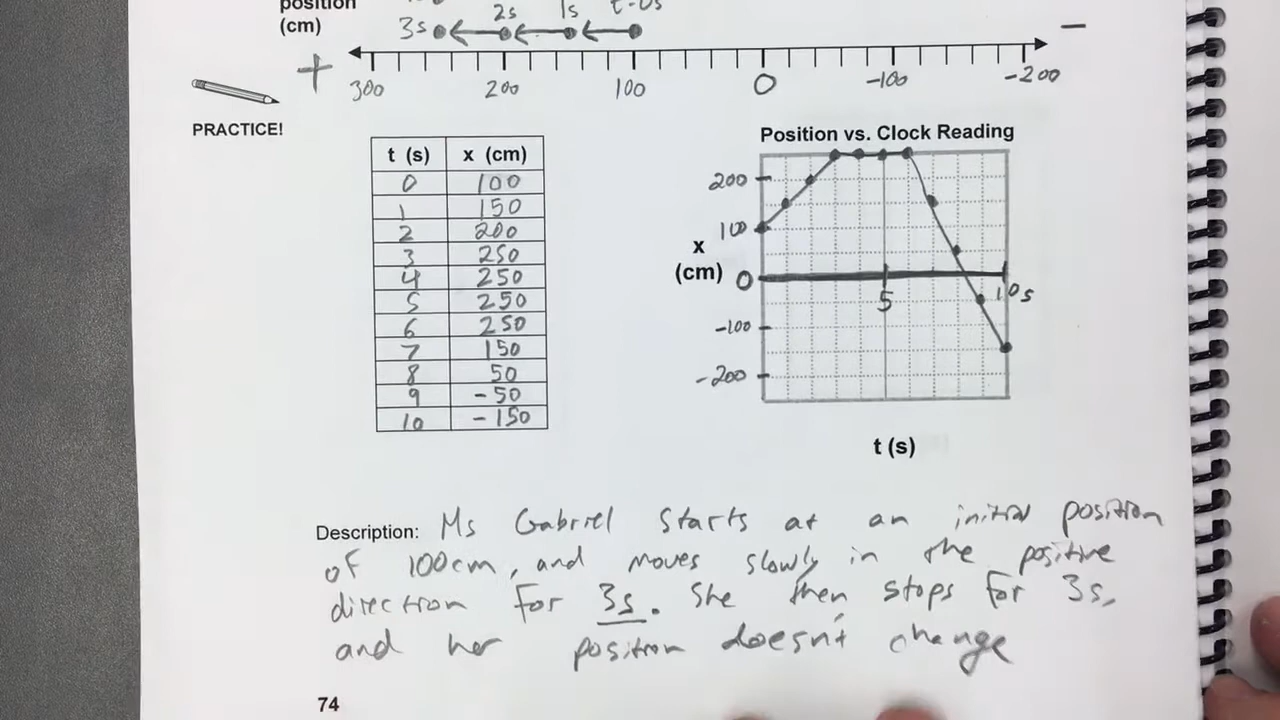 position
(cm)
3s 2s 1s t=0s
+ −
300 200 100 0 -100 -200
PRACTICE!
t (s) x (cm)
0 100
1 150
2 200
3 250
4 250
5 250
6 250
7 150
8 50
9 -50
10 -150
Position vs. Clock Reading
200
100
x
(cm) 0
5 10s
-100
-200
t (s)
Description: Ms Gabriel starts at an initial position
of 100cm, and moves slowly in the positive
direction for 3s. She then stops for 3s,
and her position doesn't change
74